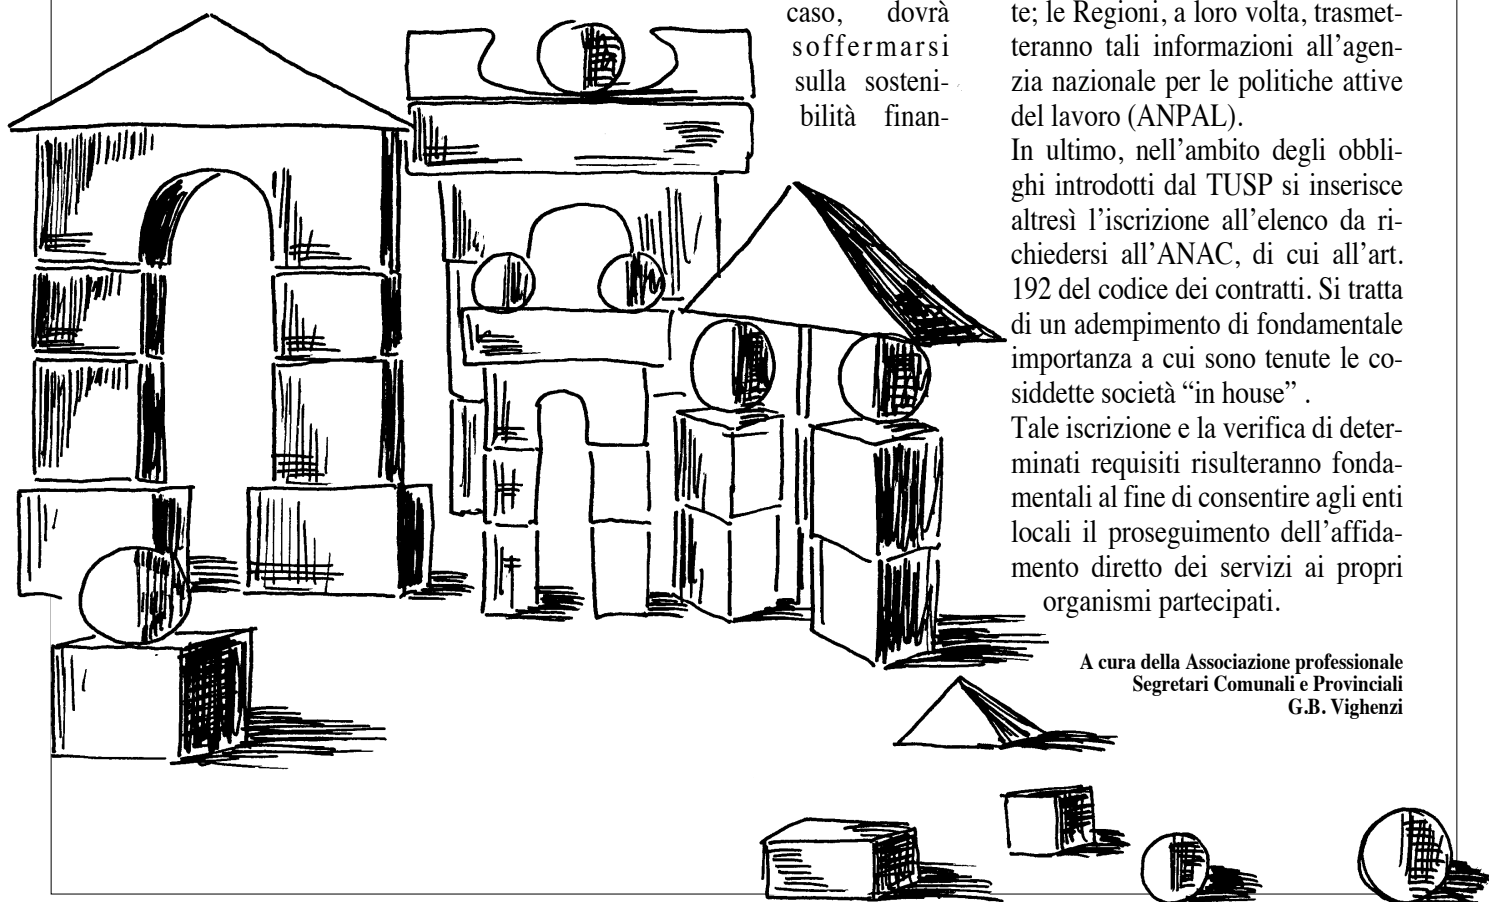 caso, dovrà
soffermarsi
sulla sosteni-
bilità finan-
te; le Regioni, a loro volta, trasmet-
teranno tali informazioni all’agen-
zia nazionale per le politiche attive
del lavoro (ANPAL).
In ultimo, nell’ambito degli obbli-
ghi introdotti dal TUSP si inserisce
altresì l’iscrizione all’elenco da ri-
chiedersi all’ANAC, di cui all’art.
192 del codice dei contratti. Si tratta
di un adempimento di fondamentale
importanza a cui sono tenute le co-
siddette società “in house” .
Tale iscrizione e la verifica di deter-
minati requisiti risulteranno fonda-
mentali al fine di consentire agli enti
locali il proseguimento dell’affida-
mento diretto dei servizi ai propri
organismi partecipati.
A cura della Associazione professionale
Segretari Comunali e Provinciali
G.B. Vighenzi